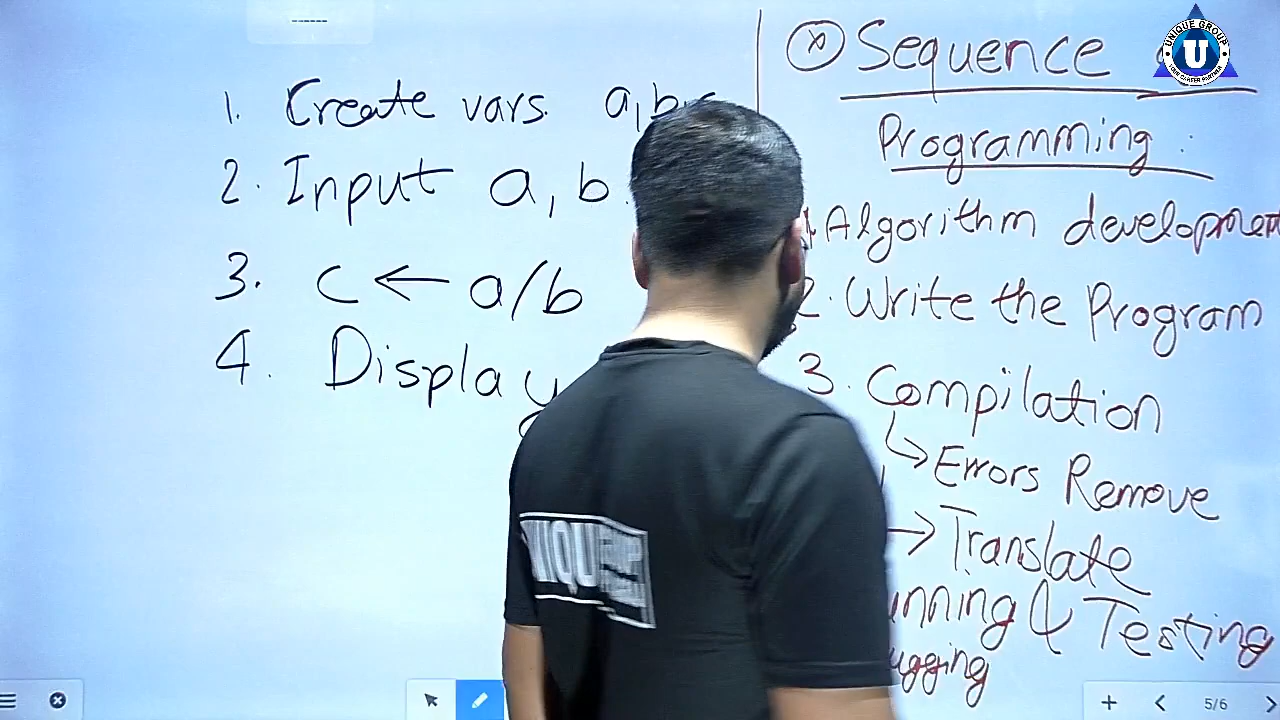 1. Create vars. a, b, c
2. Input a, b.
3. c ← a/b
4. Display
Sequence
Programming :
Algorithm development
2. Write the Program
3. Compilation
Errors Remove
→ Translate
& Testing
UNIQUE GROUP
U
5/6